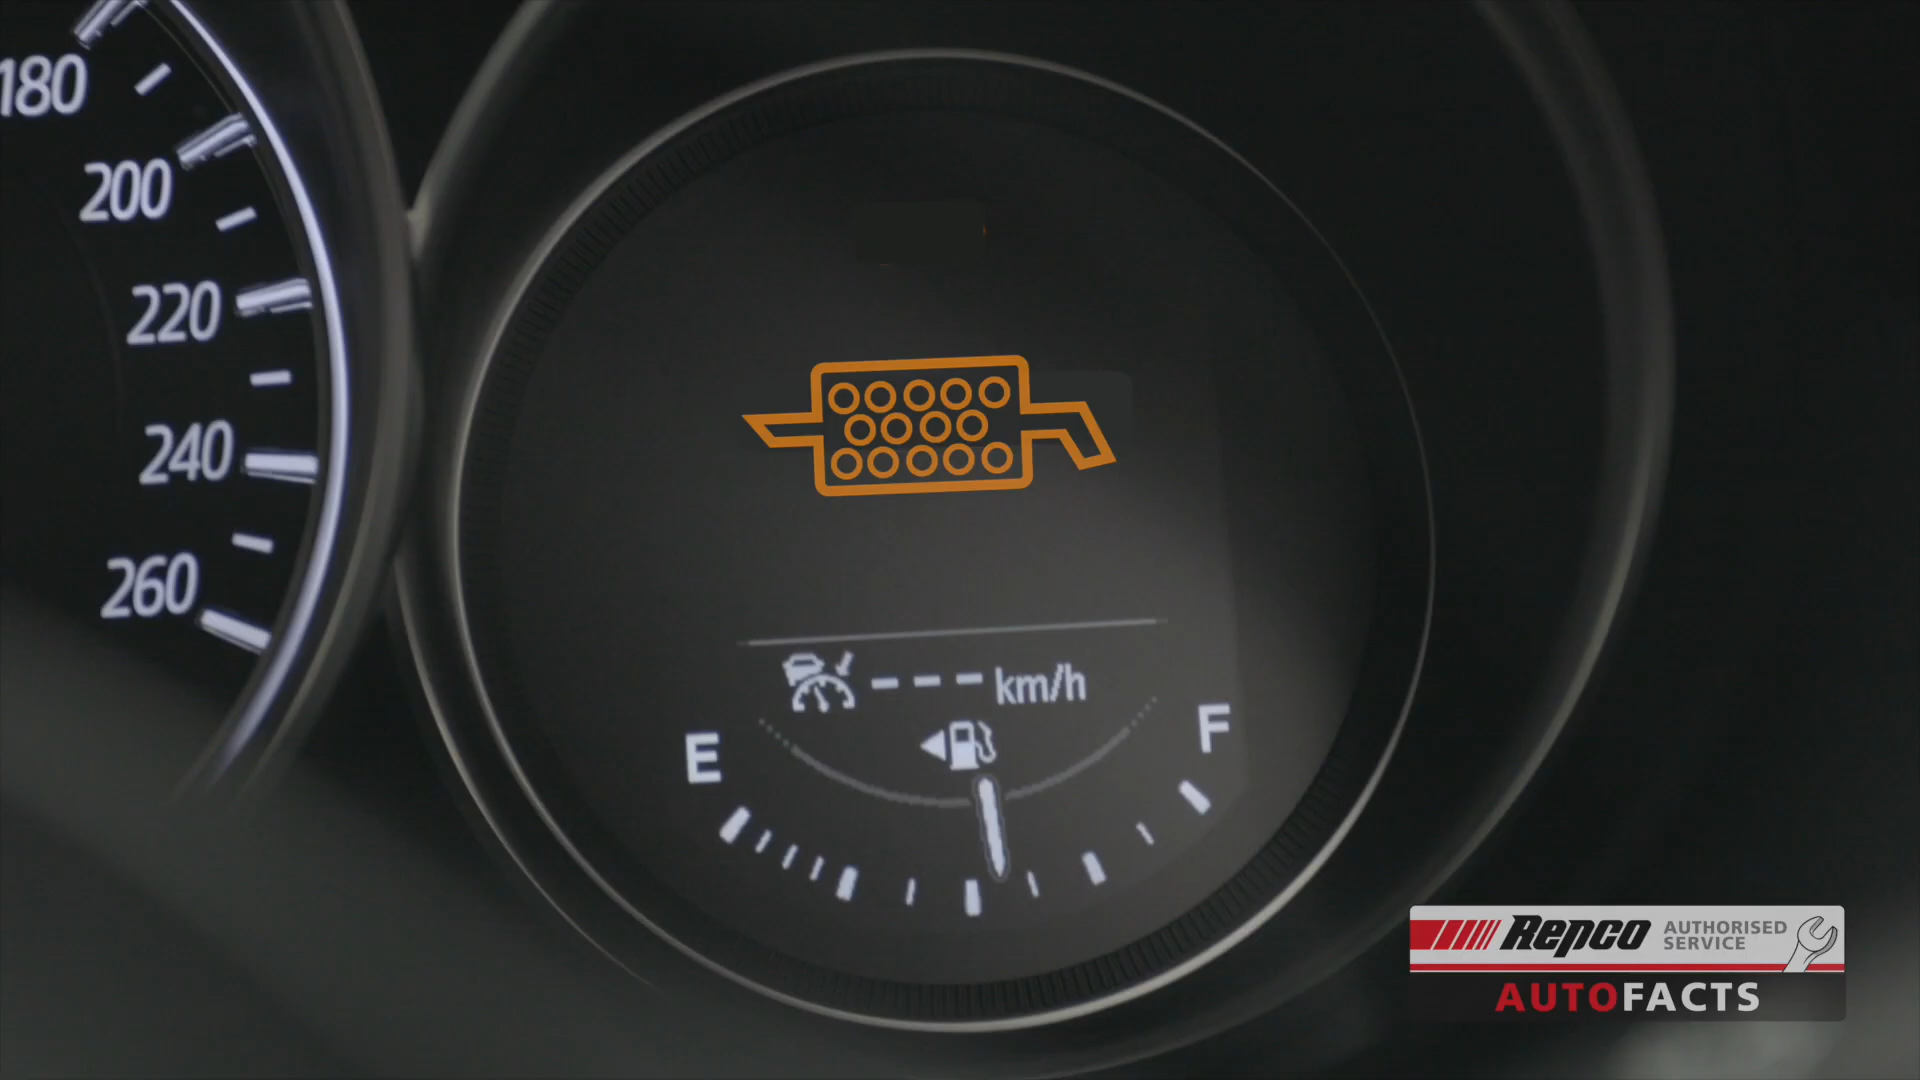 180
200
220
240
260
--- km/h
E
F
Repco AUTHORISED SERVICE
AUTOFACTS